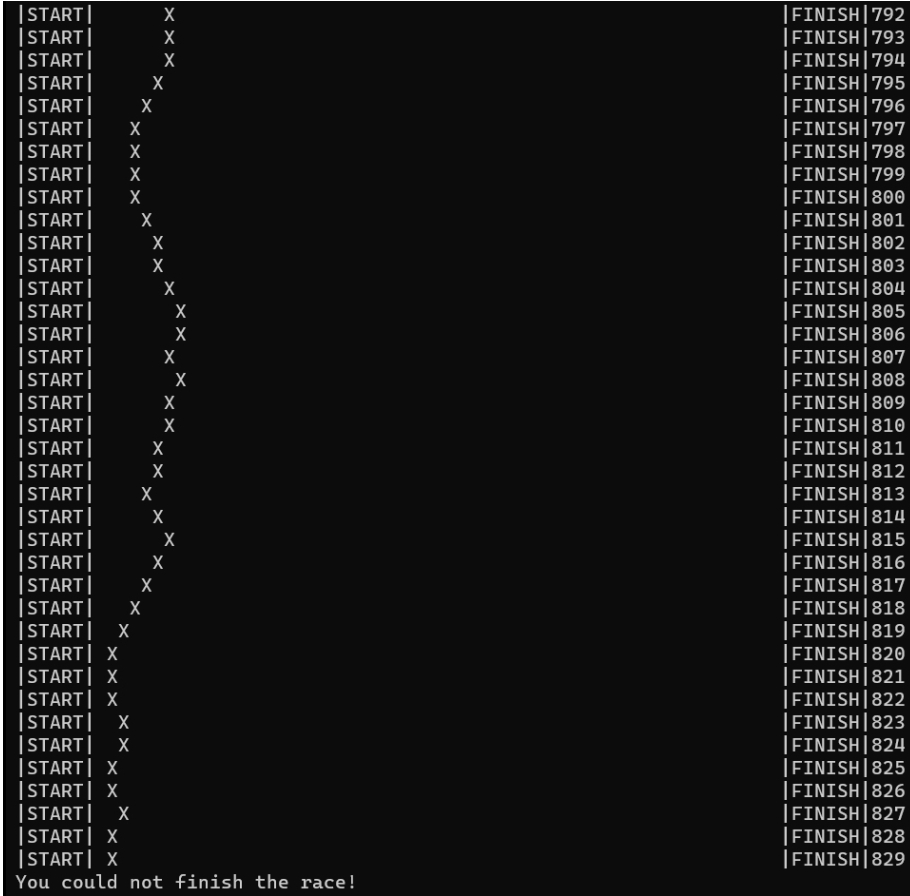 |START|      X                                                     |FINISH|792
|START|      X                                                     |FINISH|793
|START|      X                                                     |FINISH|794
|START|     X                                                      |FINISH|795
|START|    X                                                       |FINISH|796
|START|   X                                                        |FINISH|797
|START|   X                                                        |FINISH|798
|START|   X                                                        |FINISH|799
|START|   X                                                        |FINISH|800
|START|    X                                                       |FINISH|801
|START|     X                                                      |FINISH|802
|START|     X                                                      |FINISH|803
|START|      X                                                     |FINISH|804
|START|       X                                                    |FINISH|805
|START|       X                                                    |FINISH|806
|START|      X                                                     |FINISH|807
|START|       X                                                    |FINISH|808
|START|      X                                                     |FINISH|809
|START|      X                                                     |FINISH|810
|START|     X                                                      |FINISH|811
|START|     X                                                      |FINISH|812
|START|    X                                                       |FINISH|813
|START|     X                                                      |FINISH|814
|START|      X                                                     |FINISH|815
|START|     X                                                      |FINISH|816
|START|    X                                                       |FINISH|817
|START|   X                                                        |FINISH|818
|START|  X                                                         |FINISH|819
|START| X                                                          |FINISH|820
|START| X                                                          |FINISH|821
|START| X                                                          |FINISH|822
|START|  X                                                         |FINISH|823
|START|  X                                                         |FINISH|824
|START| X                                                          |FINISH|825
|START| X                                                          |FINISH|826
|START|  X                                                         |FINISH|827
|START| X                                                          |FINISH|828
|START| X                                                          |FINISH|829
You could not finish the race!